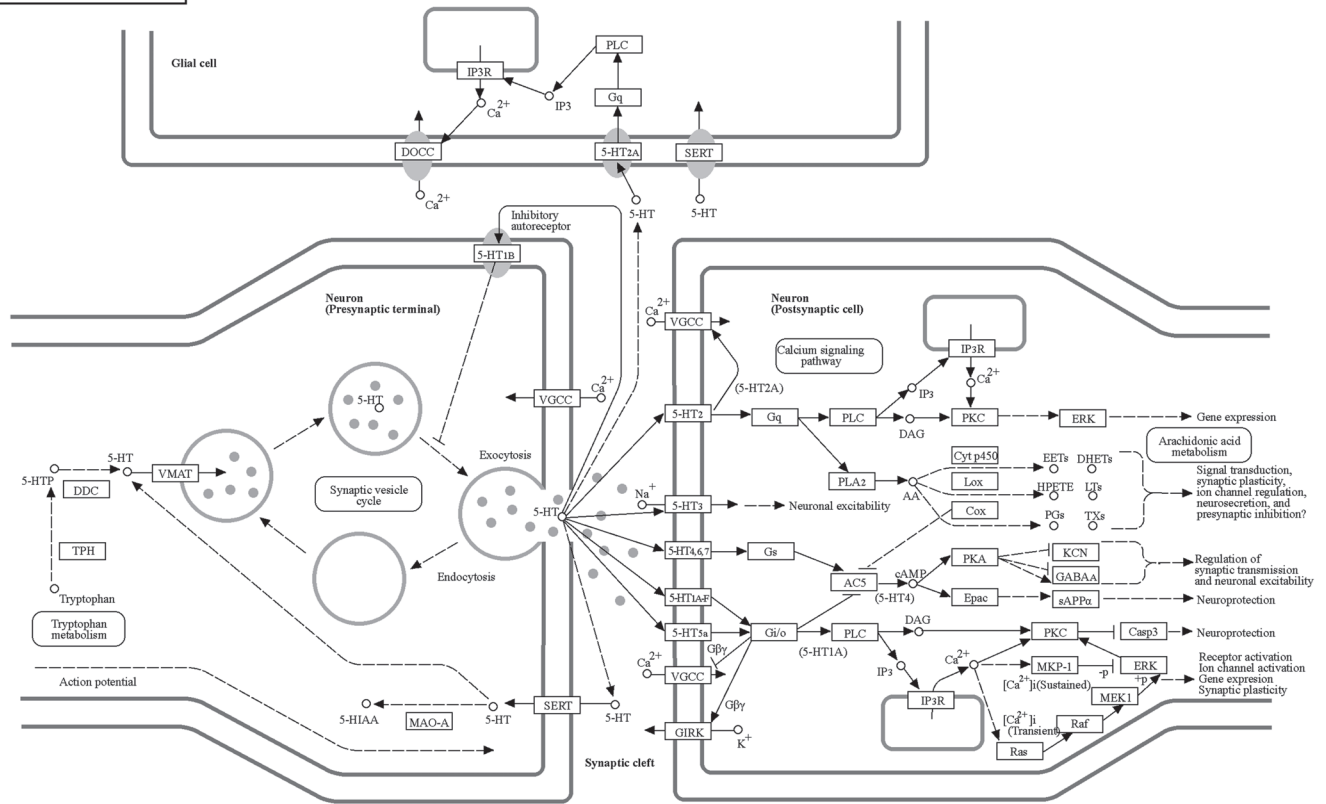 Glial cell
PLC
IP3R
IP3
Gq
Ca2+
DOCC
5-HT2A
SERT
Ca2+
5-HT
5-HT
Inhibitory
autoreceptor
5-HT1B
Neuron
(Presynaptic terminal)
5-HT
VGCC
Ca2+
5-HT
5-HTP
DDC
VMAT
Synaptic vesicle
cycle
Exocytosis
5-HT
TPH
Endocytosis
Tryptophan
Tryptophan
metabolism
Action potential
5-HIAA
MAO-A
5-HT
SERT
5-HT
Synaptic cleft
Neuron
(Postsynaptic cell)
Ca2+
VGCC
Calcium signaling
pathway
IP3R
Ca2+
(5-HT2A)
IP3
5-HT2
Gq
PLC
DAG
PKC
ERK
Gene expression
Arachidonic acid
metabolism
PLA2
AA
Cyt p450
Lox
Cox
EETs
DHETs
HPETE
LTs
PGs
TXs
Signal transduction,
synaptic plasticity,
ion channel regulation,
neurosecretion, and
presynaptic inhibition?
Na+
5-HT3
Neuronal excitability
5-HT4,6,7
Gs
AC5
cAMP
(5-HT4)
PKA
KCN
GABAA
Regulation of
synaptic transmission
and neuronal excitability
Epac
sAPPα
Neuroprotection
5-HT1A-F
5-HT5a
Gi/o
PLC
(5-HT1A)
DAG
PKC
Casp3
Neuroprotection
Gβγ
Ca2+
VGCC
IP3
Ca2+
MKP-1
-p
ERK
+p
[Ca2+]i(Sustained)
Receptor activation
Ion channel activation
Gene expresion
Synaptic plasticity
Gβγ
IP3R
MEK1
GIRK
K+
[Ca2+]i
(Transient)
Raf
Ras